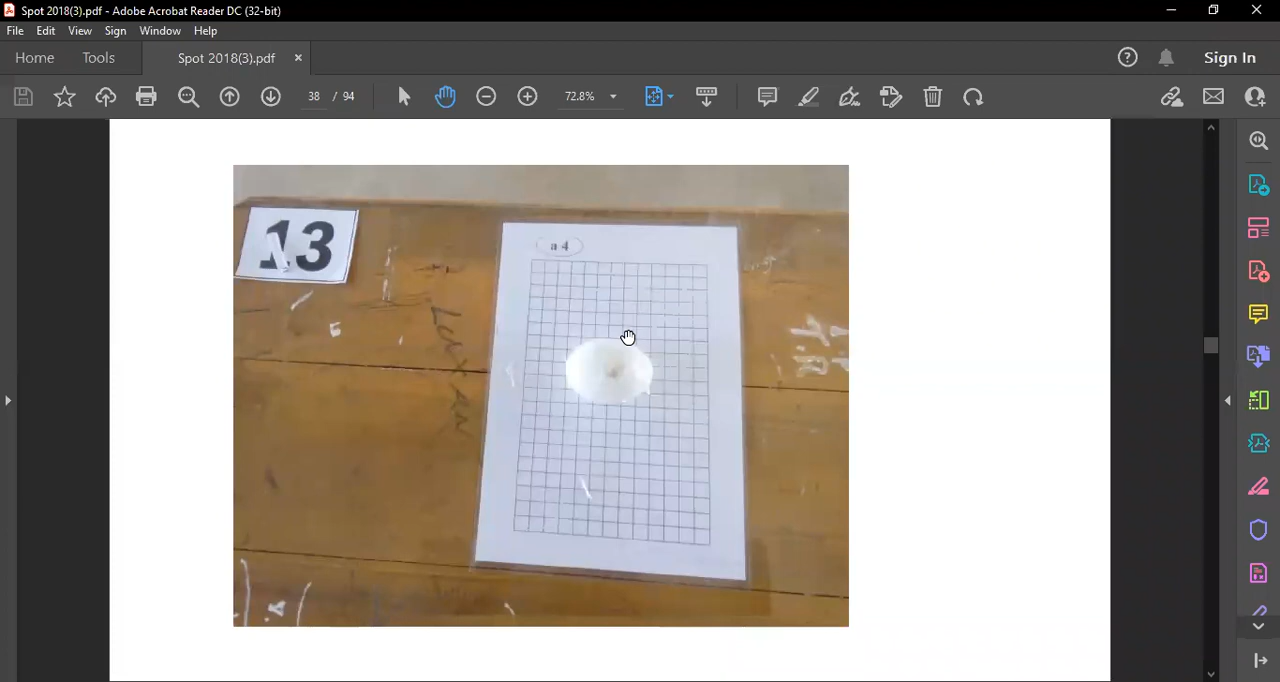 Spot 2018(3).pdf - Adobe Acrobat Reader DC (32-bit)
File Edit View Sign Window Help
Home Tools Spot 2018(3).pdf × Sign In
38 / 94 72.8%
13
a 4